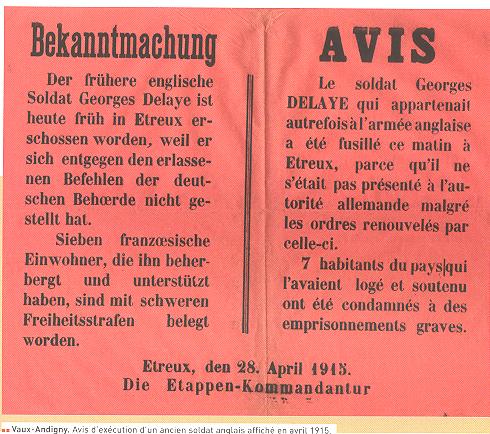 Bekanntmachung
Der frühere englische
Soldat Georges Delaye ist
heute früh in Etreux er-
schossen worden, weil er
sich entgegen den erlasse-
nen Befehlen der deut-
schen Behœrde nicht ge-
stellt hat.
Sieben franzœsische
Einwohner, die ihn beher-
bergt und unterstützt
haben, sind mit schweren
Freiheitsstrafen belegt
worden.
AVIS
Le soldat Georges
DELAYE qui appartenait
autrefois à l'armée anglaise
a été fusillé ce matin à
Etreux, parce qu'il ne
s'était pas présenté à l'au-
torité allemande malgré
les ordres renouvelés par
celle-ci.
7 habitants du pays qui
l'avaient logé et soutenu
ont été condamnés à des
emprisonnements graves.
Etreux, den 28. April 1915.
Die Etappen-Kommandantur
Vaux-Andigny. Avis d'exécution d'un ancien soldat anglais affiché en avril 1915.